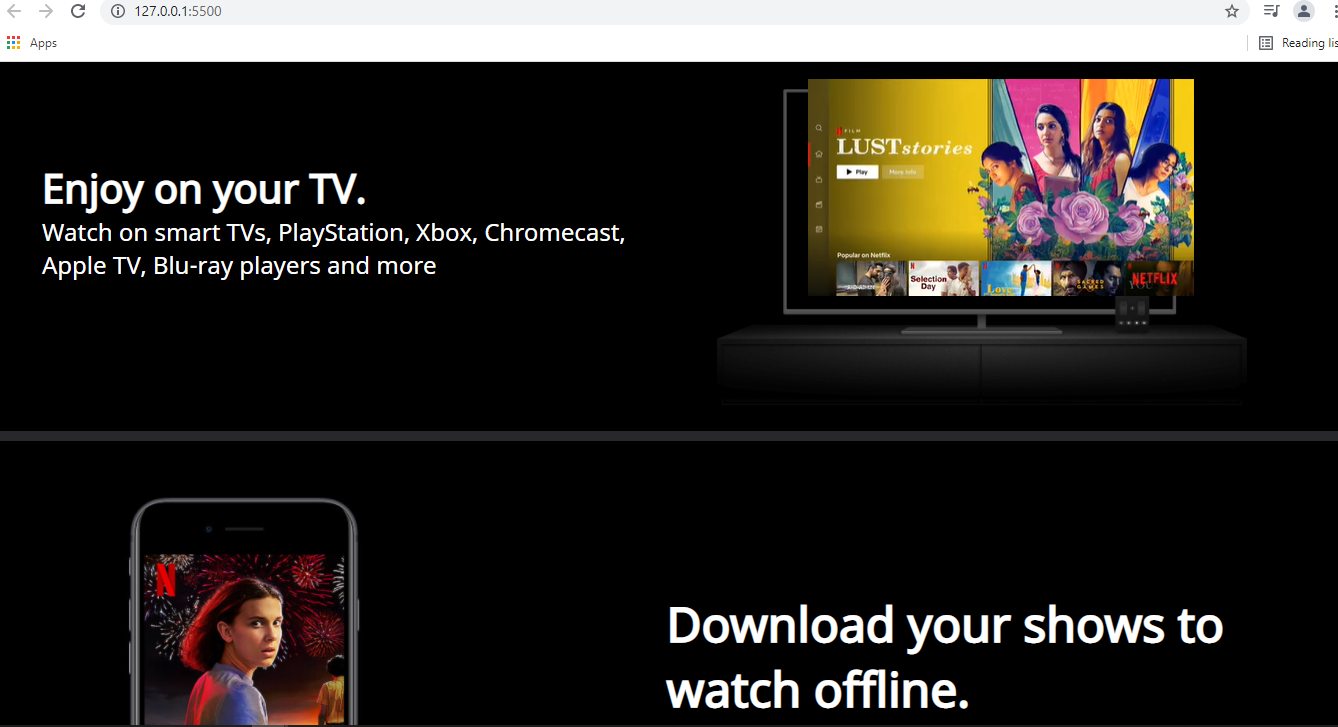 127.0.0.1:5500
Apps
Reading lis
Enjoy on your TV.
Watch on smart TVs, PlayStation, Xbox, Chromecast,
Apple TV, Blu-ray players and more
N FILM
LUST stories
Play
More Info
Popular on Netflix
Selection
Day
Love
SACRED
GAMES
NETFLIX
YOU
N
Download your shows to
watch offline.